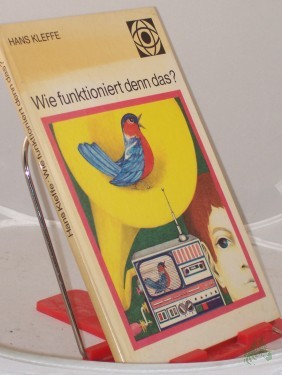 HANS KLEFFE
Wie funktioniert denn das?
Hans Kleffe Wie funktioniert denn das?